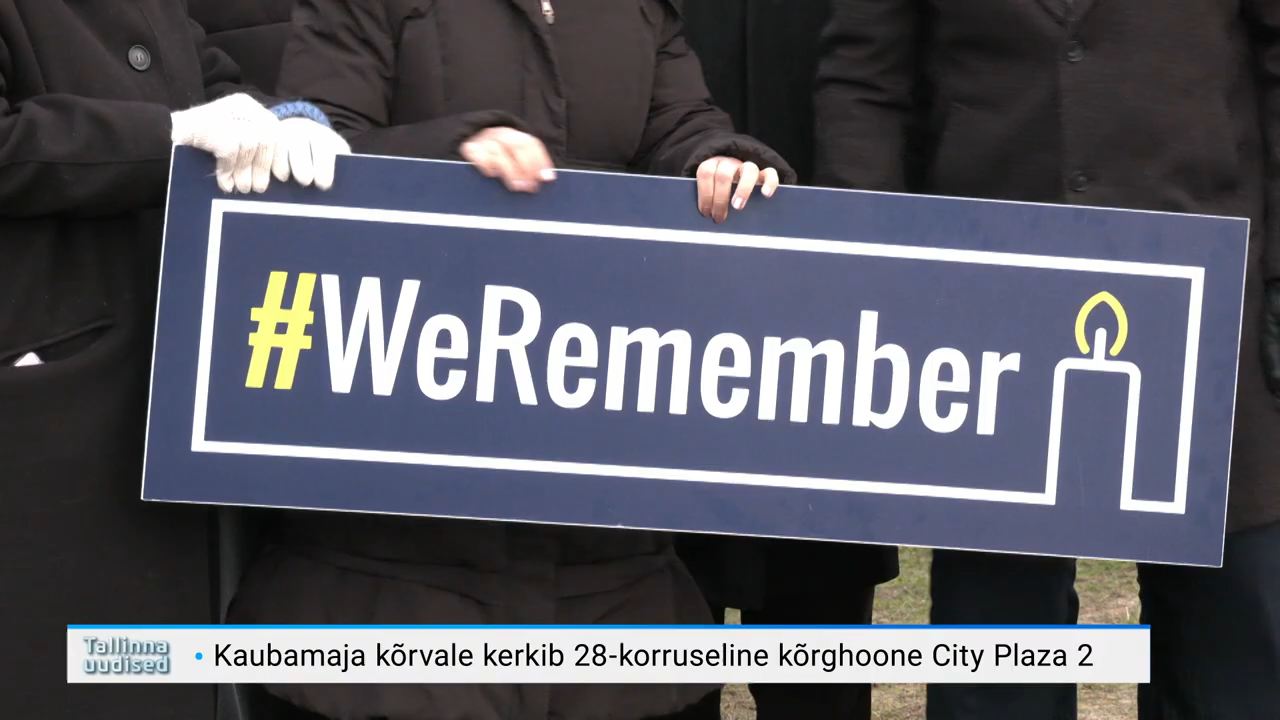 #WeRemember
Tallinna
uudised
• Kaubamaja kõrvale kerkib 28-korruseline kõrghoone City Plaza 2